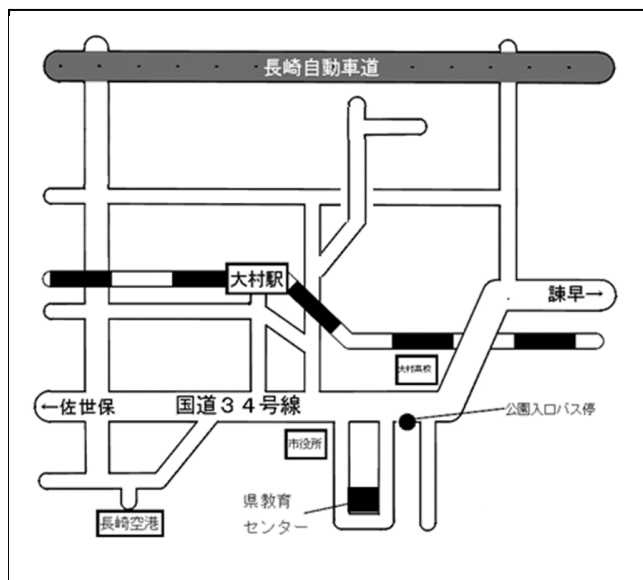 長崎自動車道
大村駅
諫早→
大村高校
←佐世保
国道34号線
公園入口バス停
市役所
県教育
センター
長崎空港